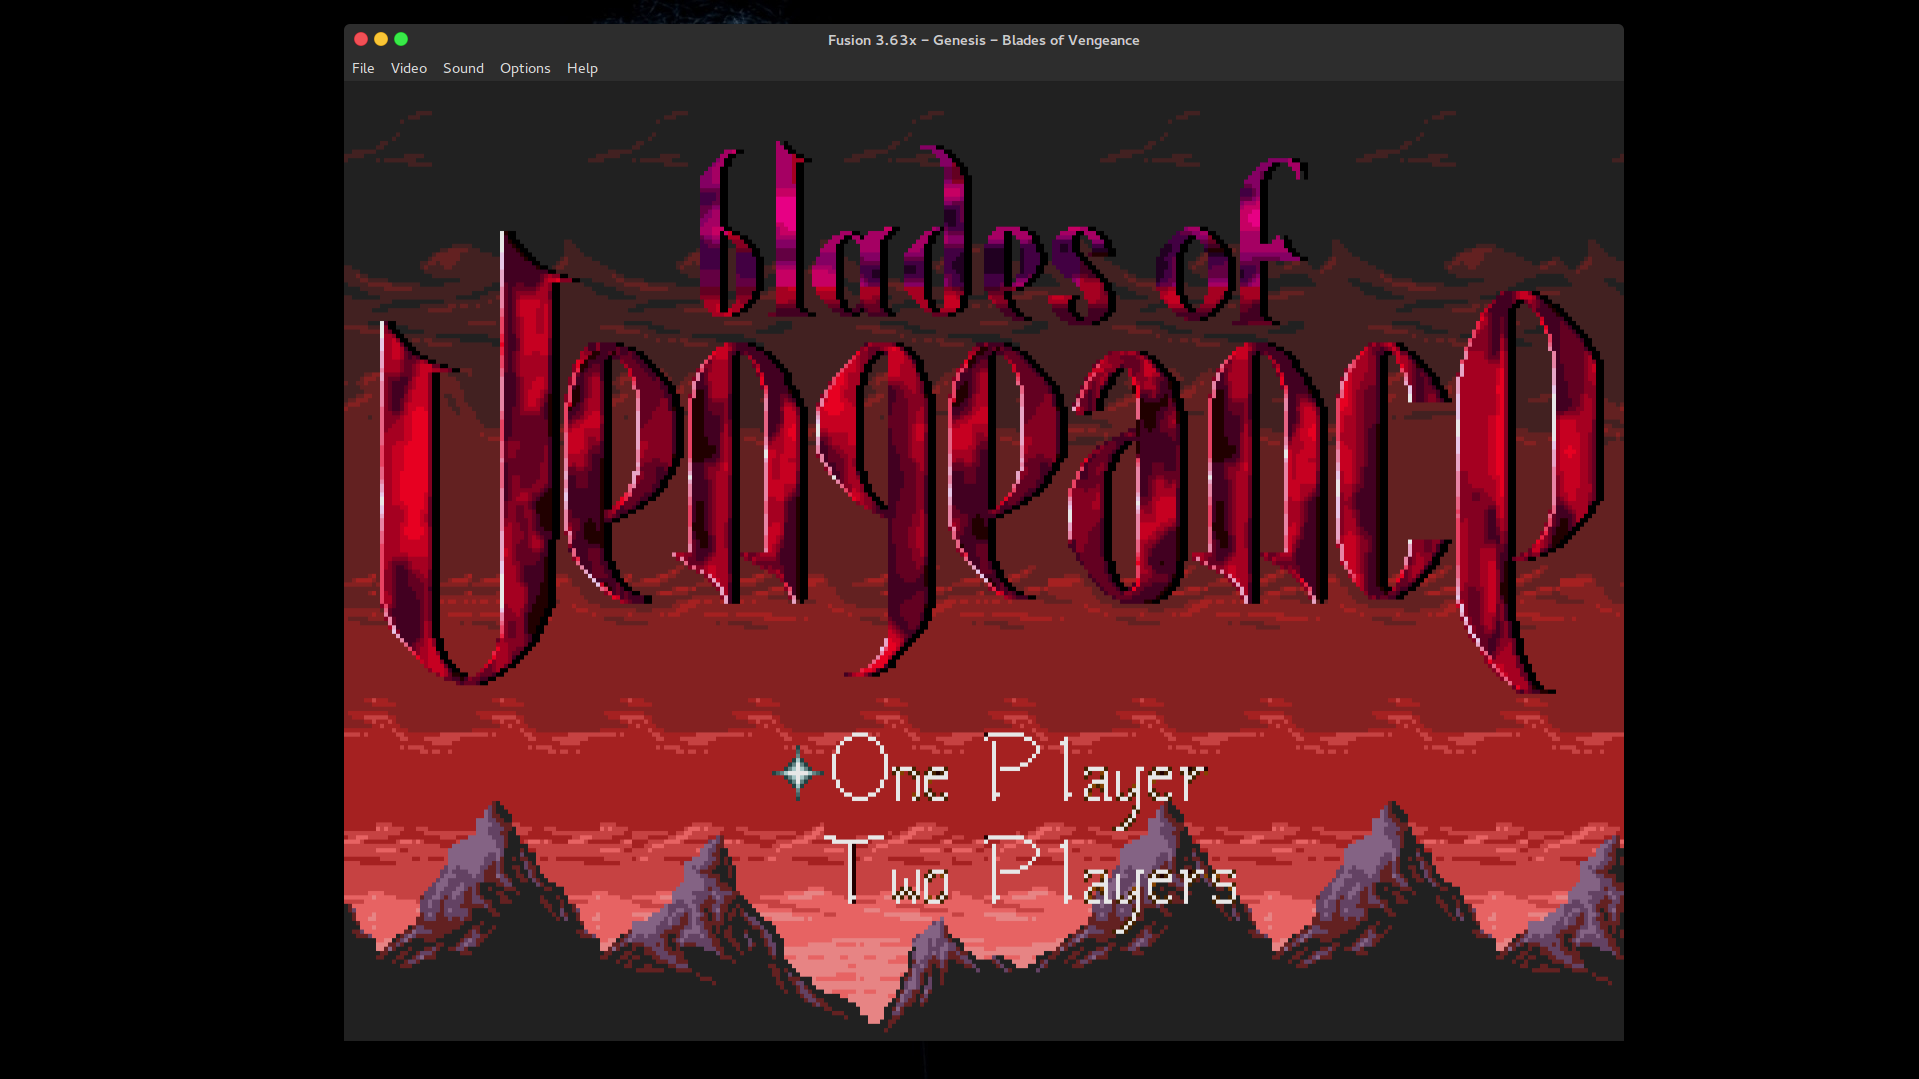 Fusion 3.63x - Genesis - Blades of Vengeance
File Video Sound Options Help
blades of
Vengeance
One Player
Two Players